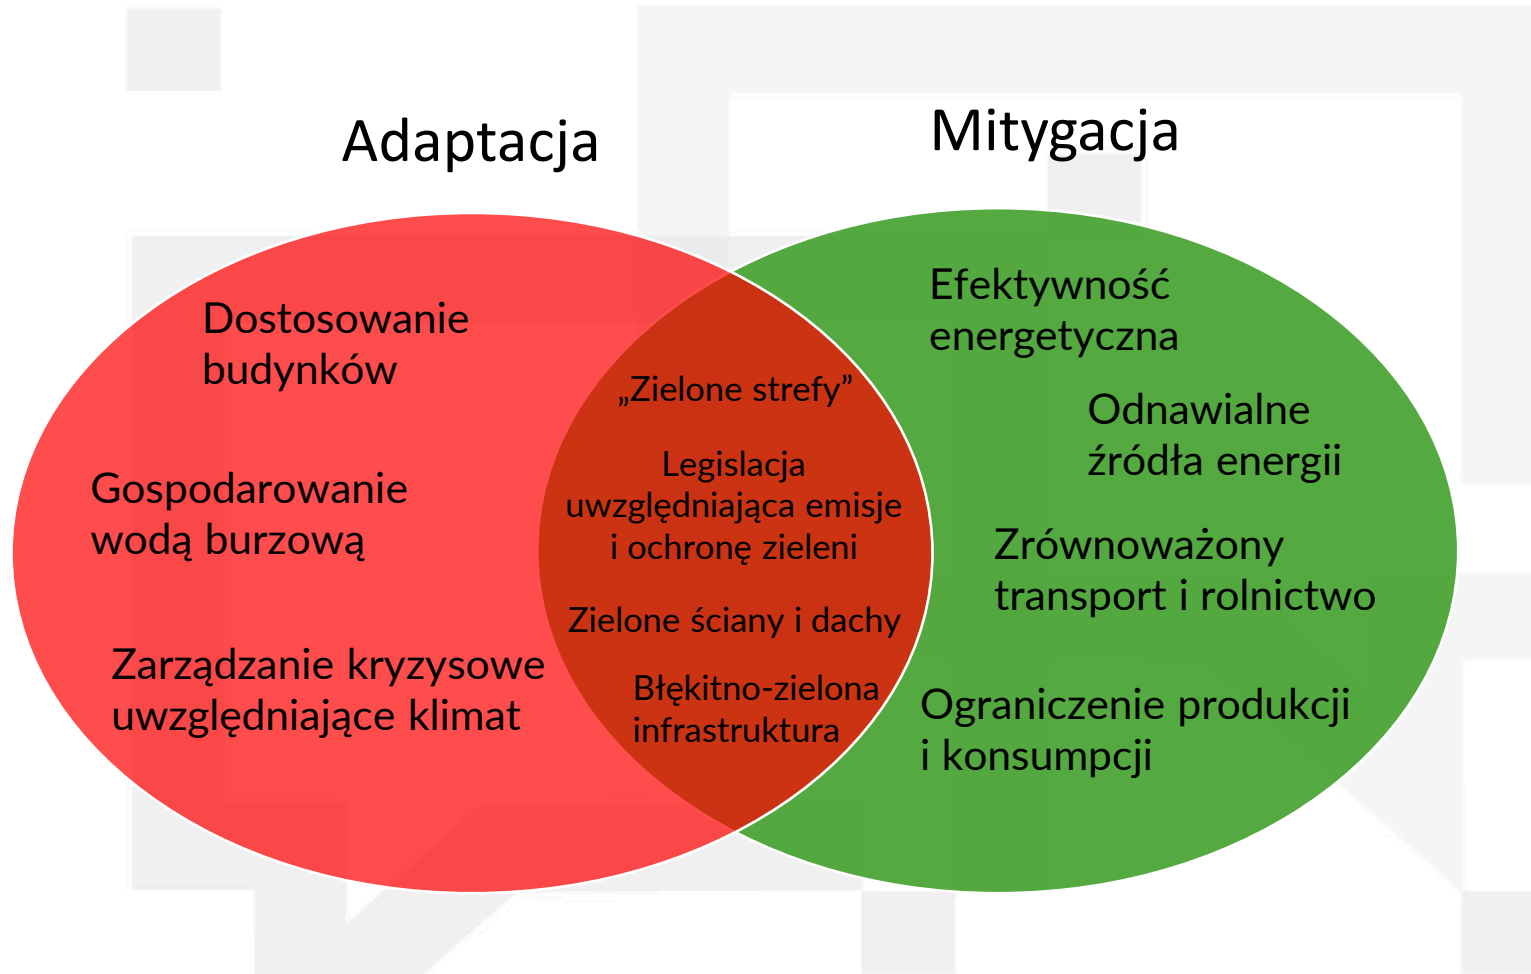 Adaptacja
Mitygacja
Dostosowanie
budynków
Gospodarowanie
wodą burzową
Zarządzanie kryzysowe
uwzględniające klimat
„Zielone strefy”
Legislacja
uwzględniająca emisje
i ochronę zieleni
Zielone ściany i dachy
Błękitno-zielona
infrastruktura
Efektywność
energetyczna
Odnawialne
źródła energii
Zrównoważony
transport i rolnictwo
Ograniczenie produkcji
i konsumpcji